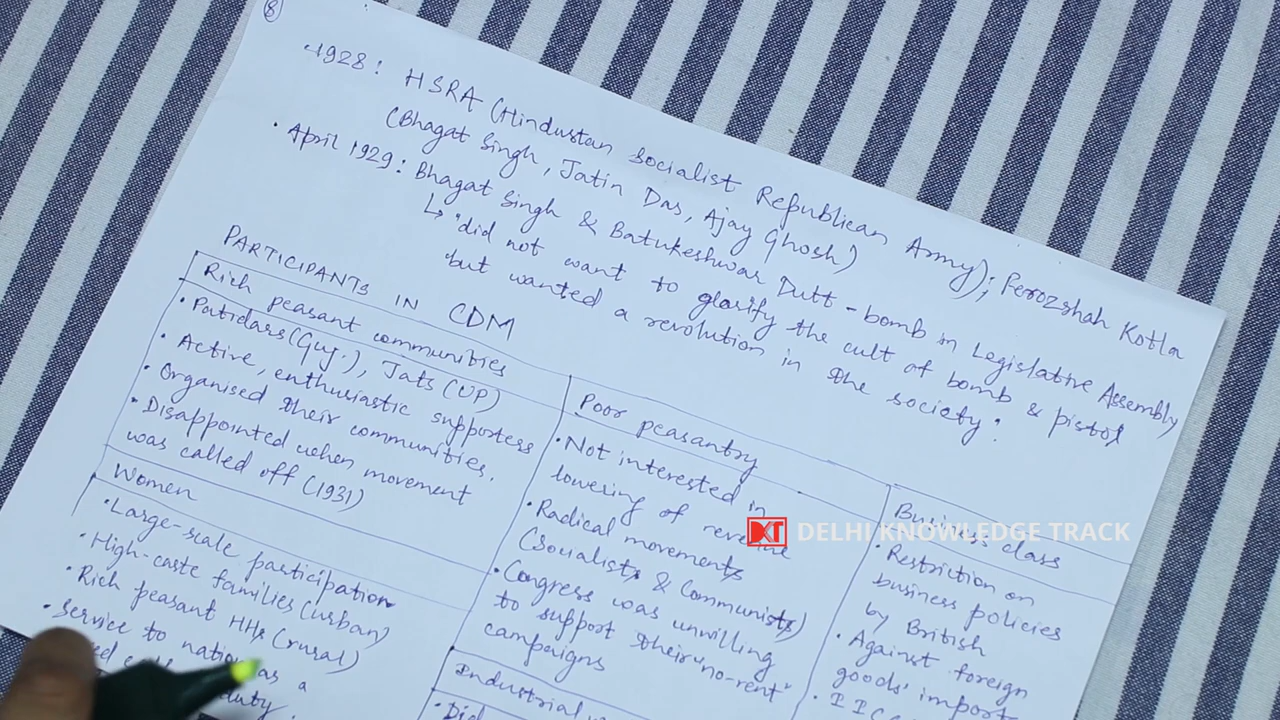 8
1928: HSRA (Hindustan Socialist Republican Army); Ferozshah Kotla
(Bhagat Singh, Jatin Das, Ajay Ghosh)
April 1929: Bhagat Singh & Batukeshwar Dutt - bomb in Legislative Assembly
↳ 'did not want to glorify the cult of bomb & pistol
but wanted a revolution in the society'.
PARTICIPANTs IN CDM
Rich peasant communities
• Patidars (Guj.), Jats (UP)
• Active, enthusiastic supporters
• Organised their communities.
• Disappointed when movement
was called off (1931)
Poor peasantry
• Not interested in
lowering of revenue
• Radical movements
(Socialists & Communists)
• Congress was unwilling
to support their "no-rent"
campaigns
Business class
• Restriction on
business policies
by British
• Against foreign
goods' import
Women
• Large-scale participation
• High-caste families (urban)
• Rich peasant HHs (rural)
• Service to nation as a
duty.
Industrial
DKT DELHI KNOWLEDGE TRACK